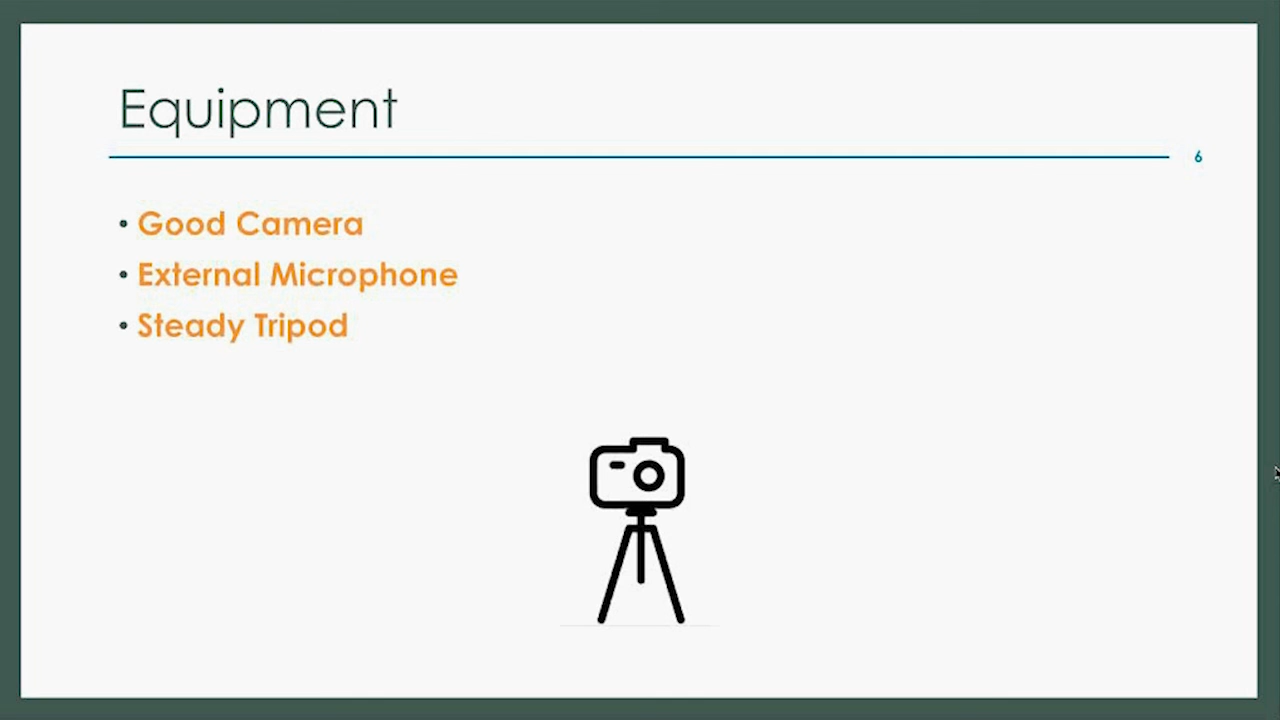 Equipment
6
• Good Camera
• External Microphone
• Steady Tripod